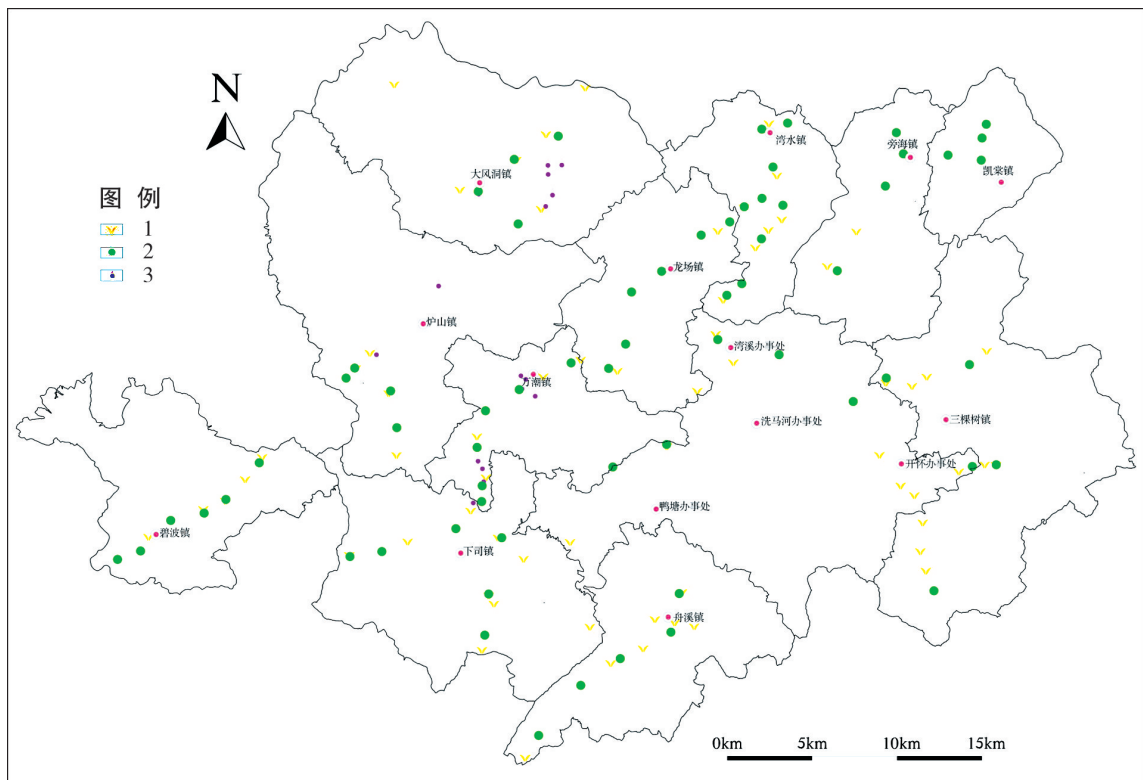 N
湾水镇
旁海镇
大风洞镇
凯棠镇
图 例
1
2
3
龙场镇
炉山镇
湾溪办事处
万潮镇
洗马河办事处
三棵树镇
开怀办事处
鸭塘办事处
碧波镇
下司镇
舟溪镇
0km 5km 10km 15km